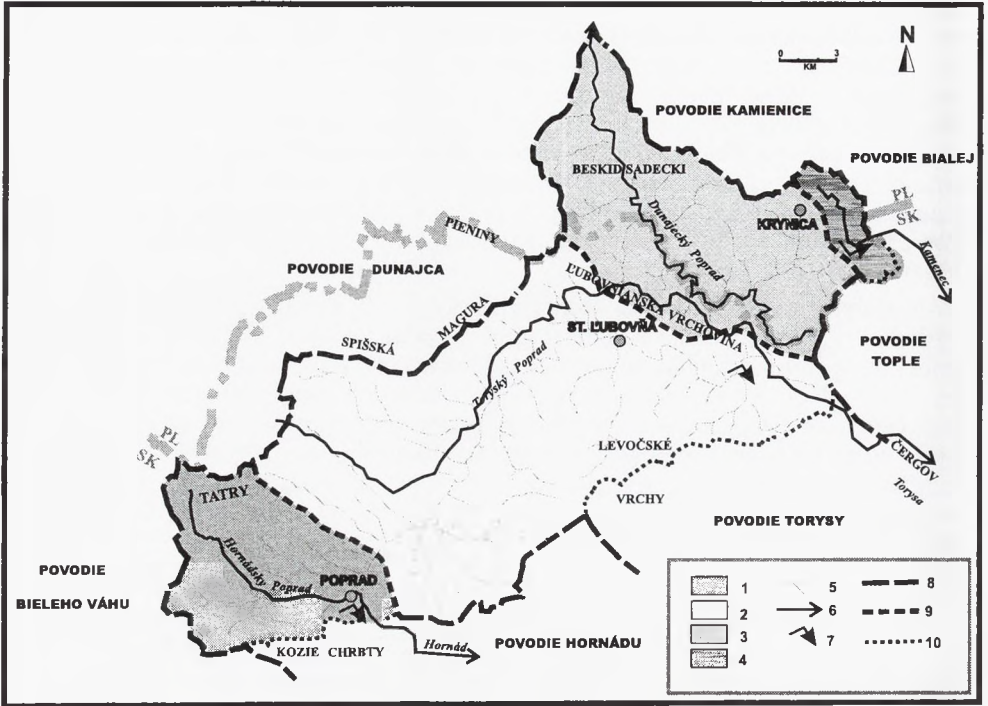 N
0 3
KM
POVODIE KAMIENICE
POVODIE BIALEJ
BESKID SADECKI
PL
SK
KRYNICA
Dunajecký Poprad
Kamenec
PIENINY
POVODIE DUNAJCA
ĽUBOVNIANSKA VRCHOVINA
MAGURA
SPIŠSKÁ
ST. ĽUBOVŇA
POVODIE
TOPLE
Toryský Poprad
PL
SK
LEVOČSKÉ
VRCHY
ČERGOV
Torysa
TATRY
POVODIE TORYSY
Hornádsky Poprad
POPRAD
POVODIE
BIELEHO VÁHU
KOZIE CHRBTY
Hornád
POVODIE HORNÁDU
1 5 8
2 6 9
3 7 10
4